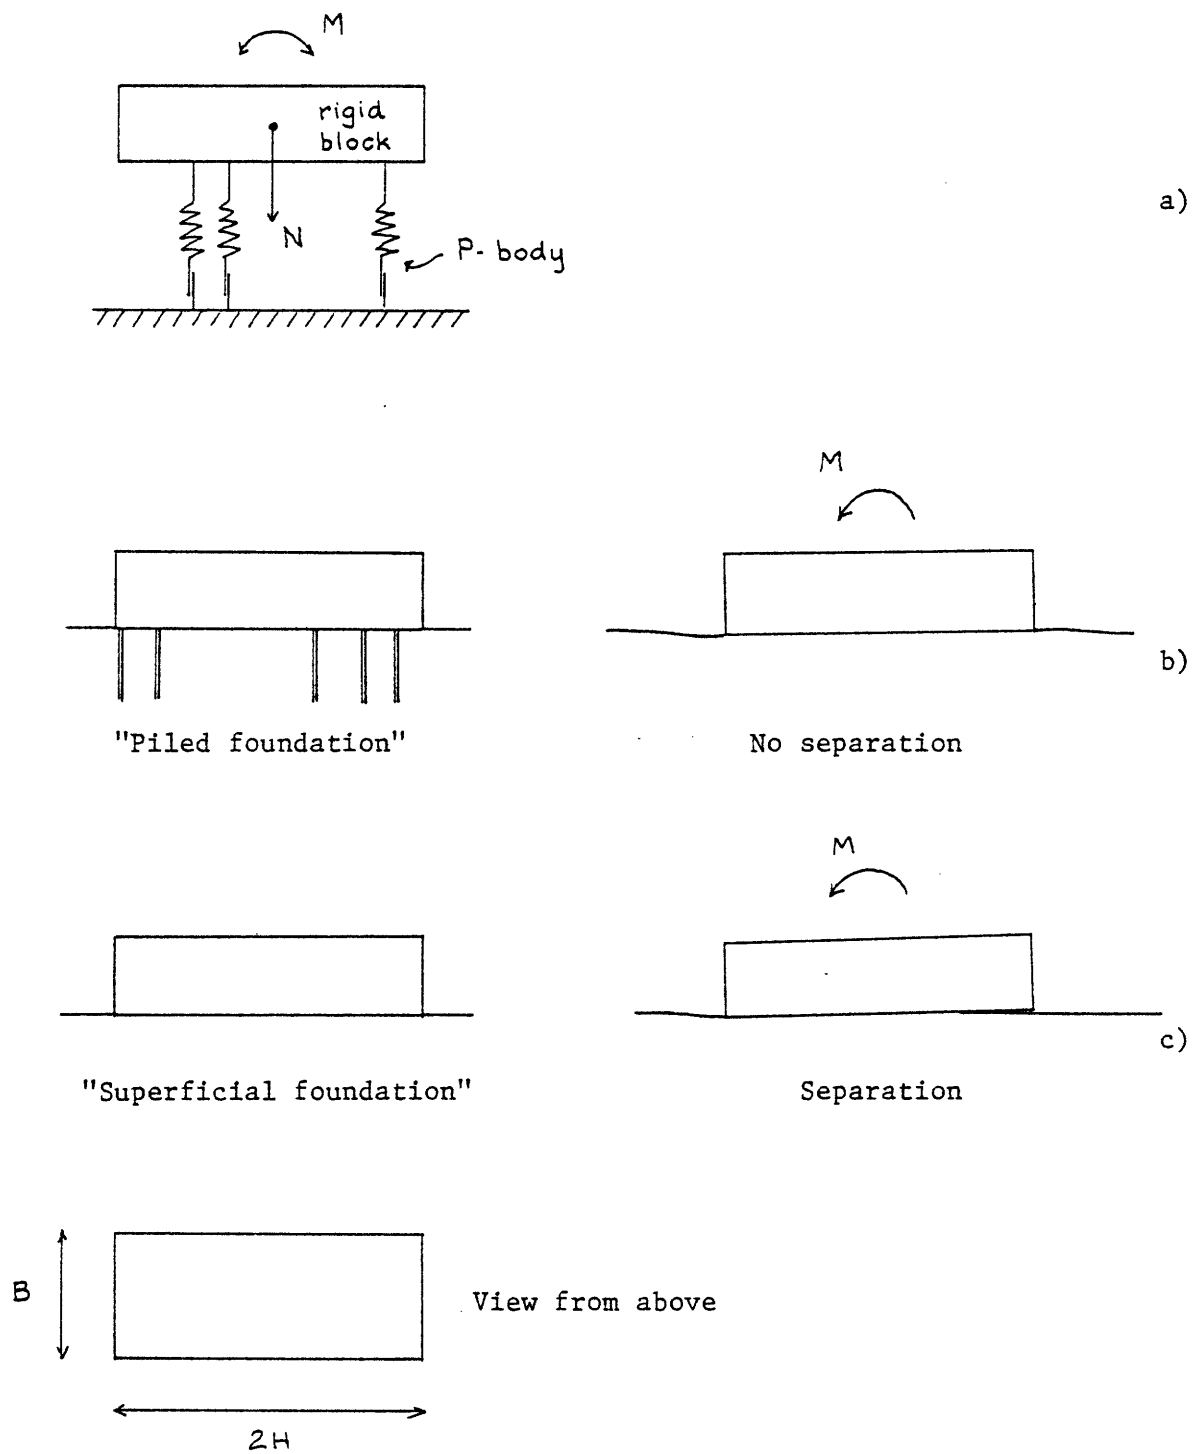 M
rigid
block
a)
N
P-body
M
b)
"Piled foundation"
No separation
M
c)
"Superficial foundation"
Separation
B
View from above
2H